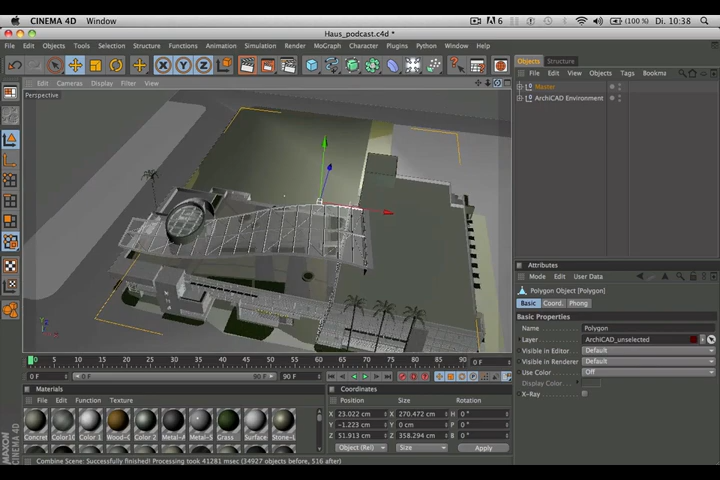 CINEMA 4D Window 6 (100 %) Di. 10:38
Haus_podcast.c4d *
File Edit Objects Tools Selection Structure Functions Animation Simulation Render MoGraph Character Plugins Python Window Help
Edit Cameras Display Filter View
Perspective
Objects Structure
File Edit View Objects Tags Bookma
Master
ArchiCAD Environment
Attributes
Mode Edit User Data
Polygon Object [Polygon]
Basic Coord. Phong
Basic Properties
Name Polygon
Layer ArchiCAD_unselected
Visible in Editor Default
Visible in Renderer Default
Use Color Off
Display Color
X-Ray
0 5 10 15 20 25 30 35 40 45 50 55 60 65 70 75 80 85 90 0 F
0 F 0 F 90 F 90 F
Materials
File Edit Function Texture
Concret Color10 Color 1 Wood-C Color 2 Metal-A Metal-S Grass Surface Stone-L
Coordinates
Position Size Rotation
X 23.022 cm X 270.472 cm H 0 °
Y -1.223 cm Y 0 cm P 0 °
Z 51.913 cm Z 358.294 cm B 0 °
Object (Rel) Size Apply
MAXON CINEMA 4D
Combine Scene: Successfully finished! Processing took 41281 msec (34927 objects before, 516 after)